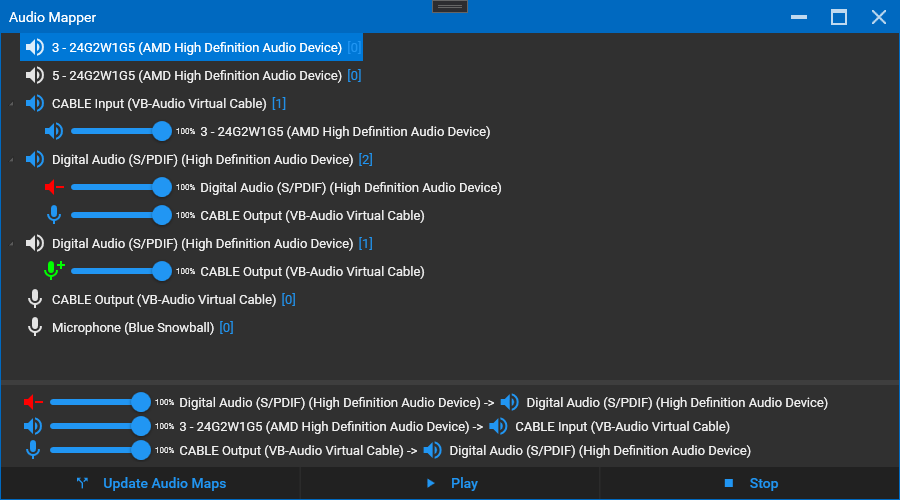 Audio Mapper
3 - 24G2W1G5 (AMD High Definition Audio Device) [0]
5 - 24G2W1G5 (AMD High Definition Audio Device) [0]
CABLE Input (VB-Audio Virtual Cable) [1]
100% 3 - 24G2W1G5 (AMD High Definition Audio Device)
Digital Audio (S/PDIF) (High Definition Audio Device) [2]
100% Digital Audio (S/PDIF) (High Definition Audio Device)
100% CABLE Output (VB-Audio Virtual Cable)
Digital Audio (S/PDIF) (High Definition Audio Device) [1]
100% CABLE Output (VB-Audio Virtual Cable)
CABLE Output (VB-Audio Virtual Cable) [0]
Microphone (Blue Snowball) [0]
100% Digital Audio (S/PDIF) (High Definition Audio Device) -> Digital Audio (S/PDIF) (High Definition Audio Device)
100% 3 - 24G2W1G5 (AMD High Definition Audio Device) -> CABLE Input (VB-Audio Virtual Cable)
100% CABLE Output (VB-Audio Virtual Cable) -> Digital Audio (S/PDIF) (High Definition Audio Device)
Update Audio Maps Play Stop